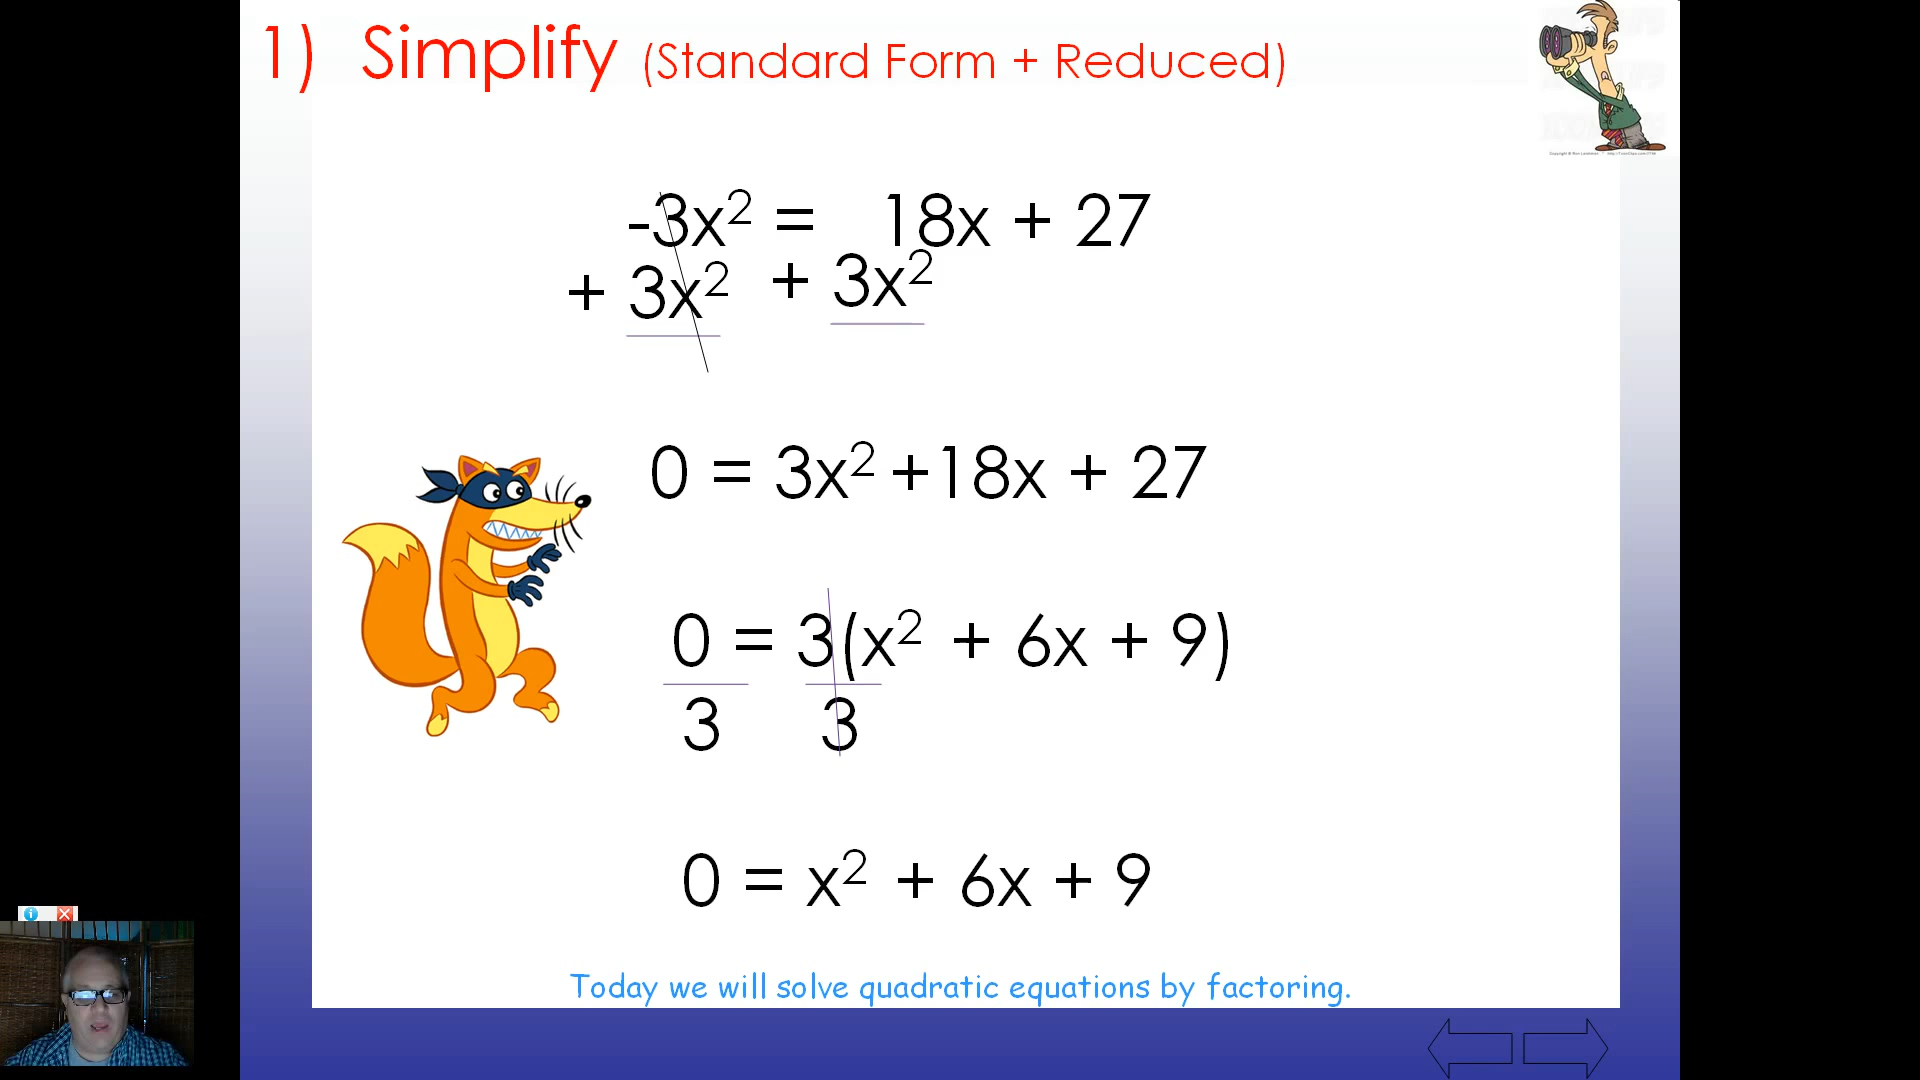 1) Simplify (Standard Form + Reduced)
-3x² = 18x + 27
+ 3x² + 3x²
0 = 3x² +18x + 27
0 = 3(x² + 6x + 9)
3 3
0 = x² + 6x + 9
Today we will solve quadratic equations by factoring.